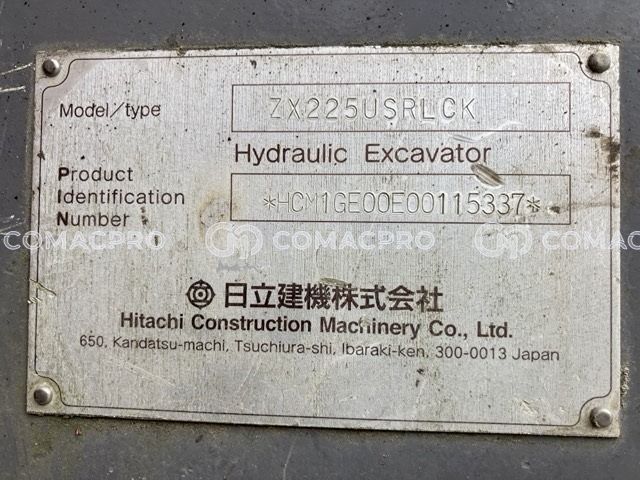 Model/type ZX225USRLCK
Hydraulic Excavator
Product
Identification
Number
*HCM1GE00E00115337*
COMACPRO COMACPRO COMACPRO
日立建機株式会社
Hitachi Construction Machinery Co., Ltd.
650, Kandatsu-machi, Tsuchiura-shi, Ibaraki-ken, 300-0013 Japan